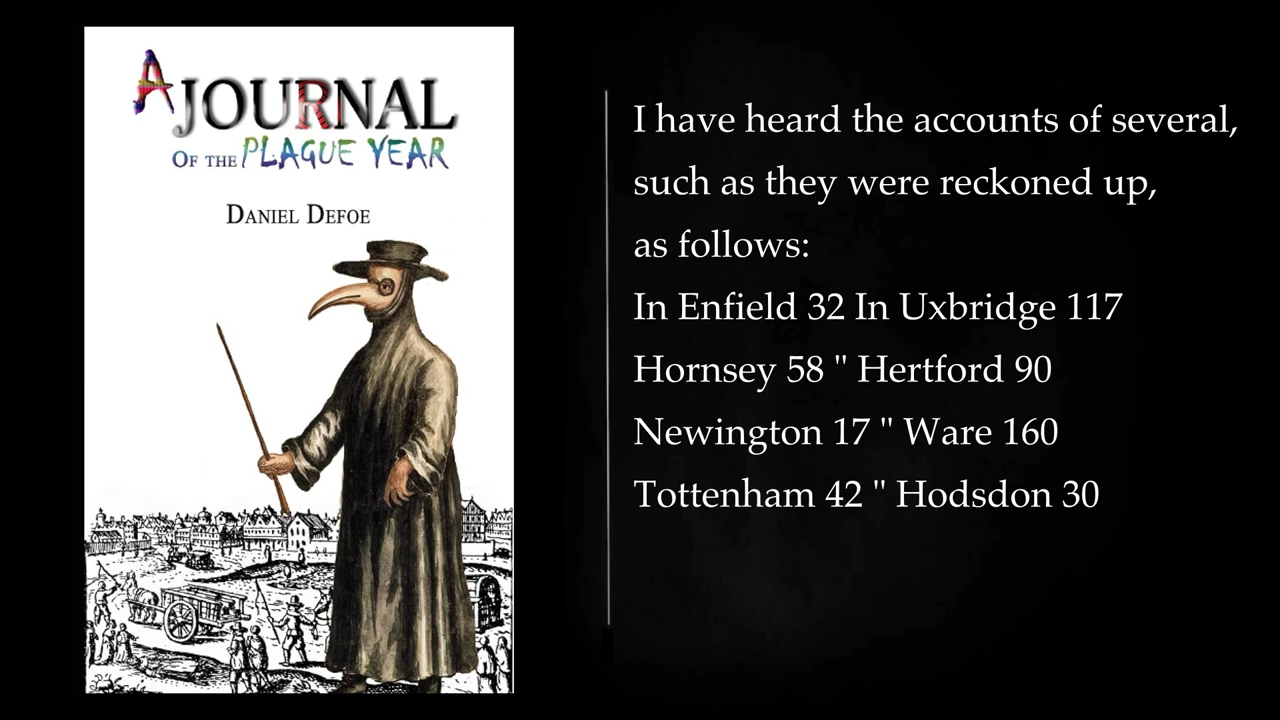 A JOURNAL
OF THE PLAGUE YEAR
DANIEL DEFOE
I have heard the accounts of several,
such as they were reckoned up,
as follows:
In Enfield 32 In Uxbridge 117
Hornsey 58 " Hertford 90
Newington 17 " Ware 160
Tottenham 42 " Hodsdon 30